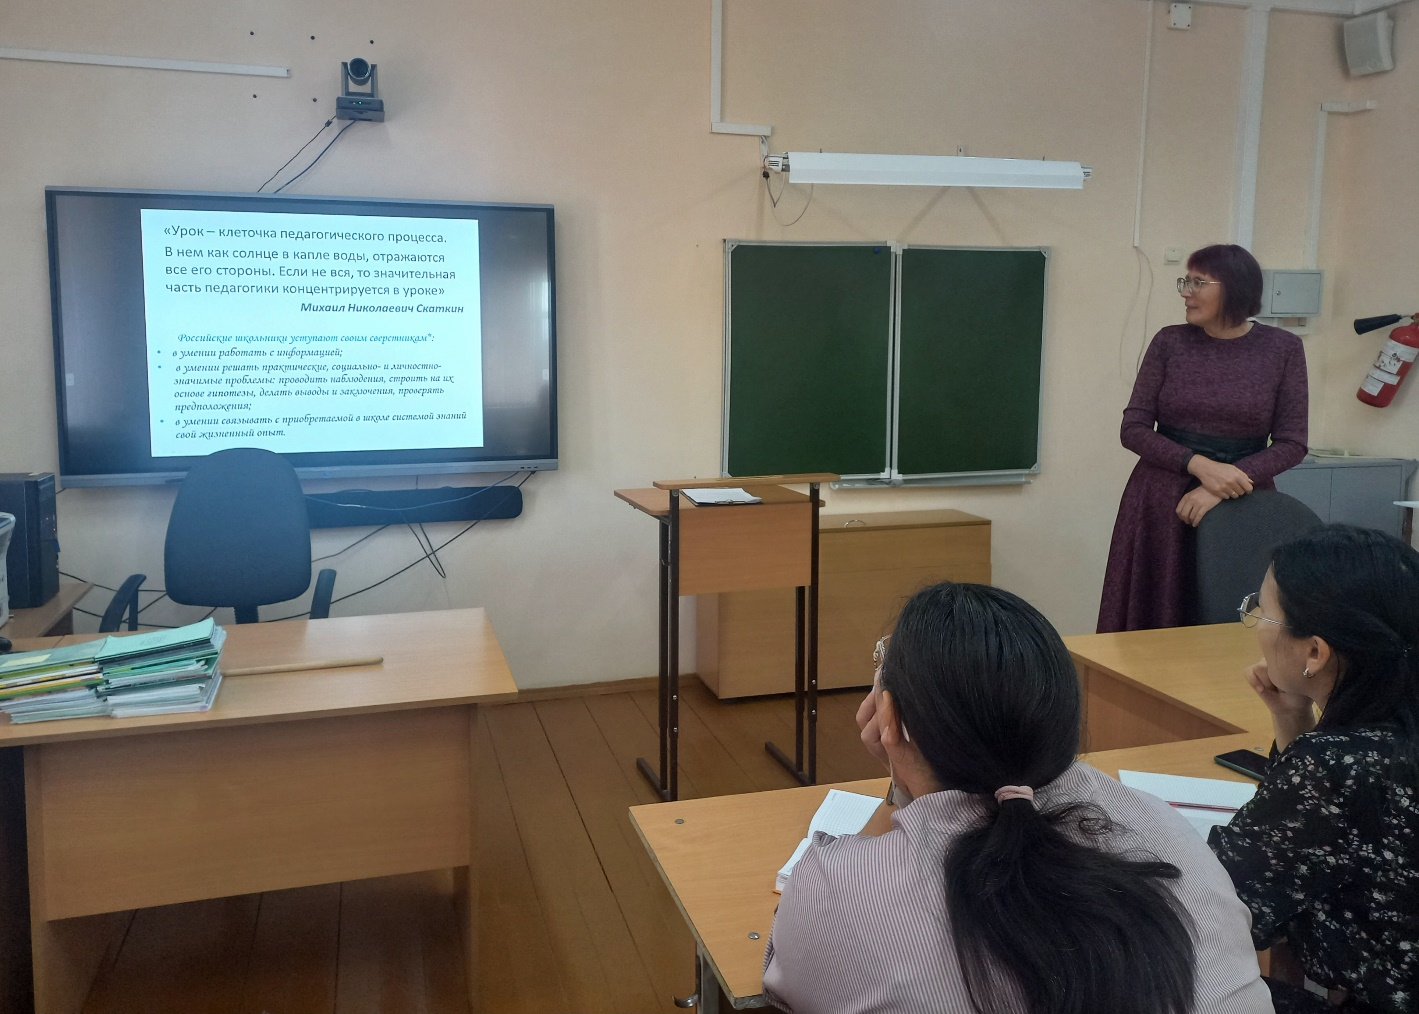 «Урок – клеточка педагогического процесса.
В нем как солнце в капле воды, отражаются
все его стороны. Если не вся, то значительная
часть педагогики концентрируется в уроке»
Михаил Николаевич Скаткин
Российские школьники уступают своим сверстникам*:
• в умении работать с информацией;
• в умении решать практические, социально- и личностно-
значимые проблемы: проводить наблюдения, строить на их
основе гипотезы, делать выводы и заключения, проверять
предположения;
• в умении связывать с приобретаемой в школе системой знаний
свой жизненный опыт.